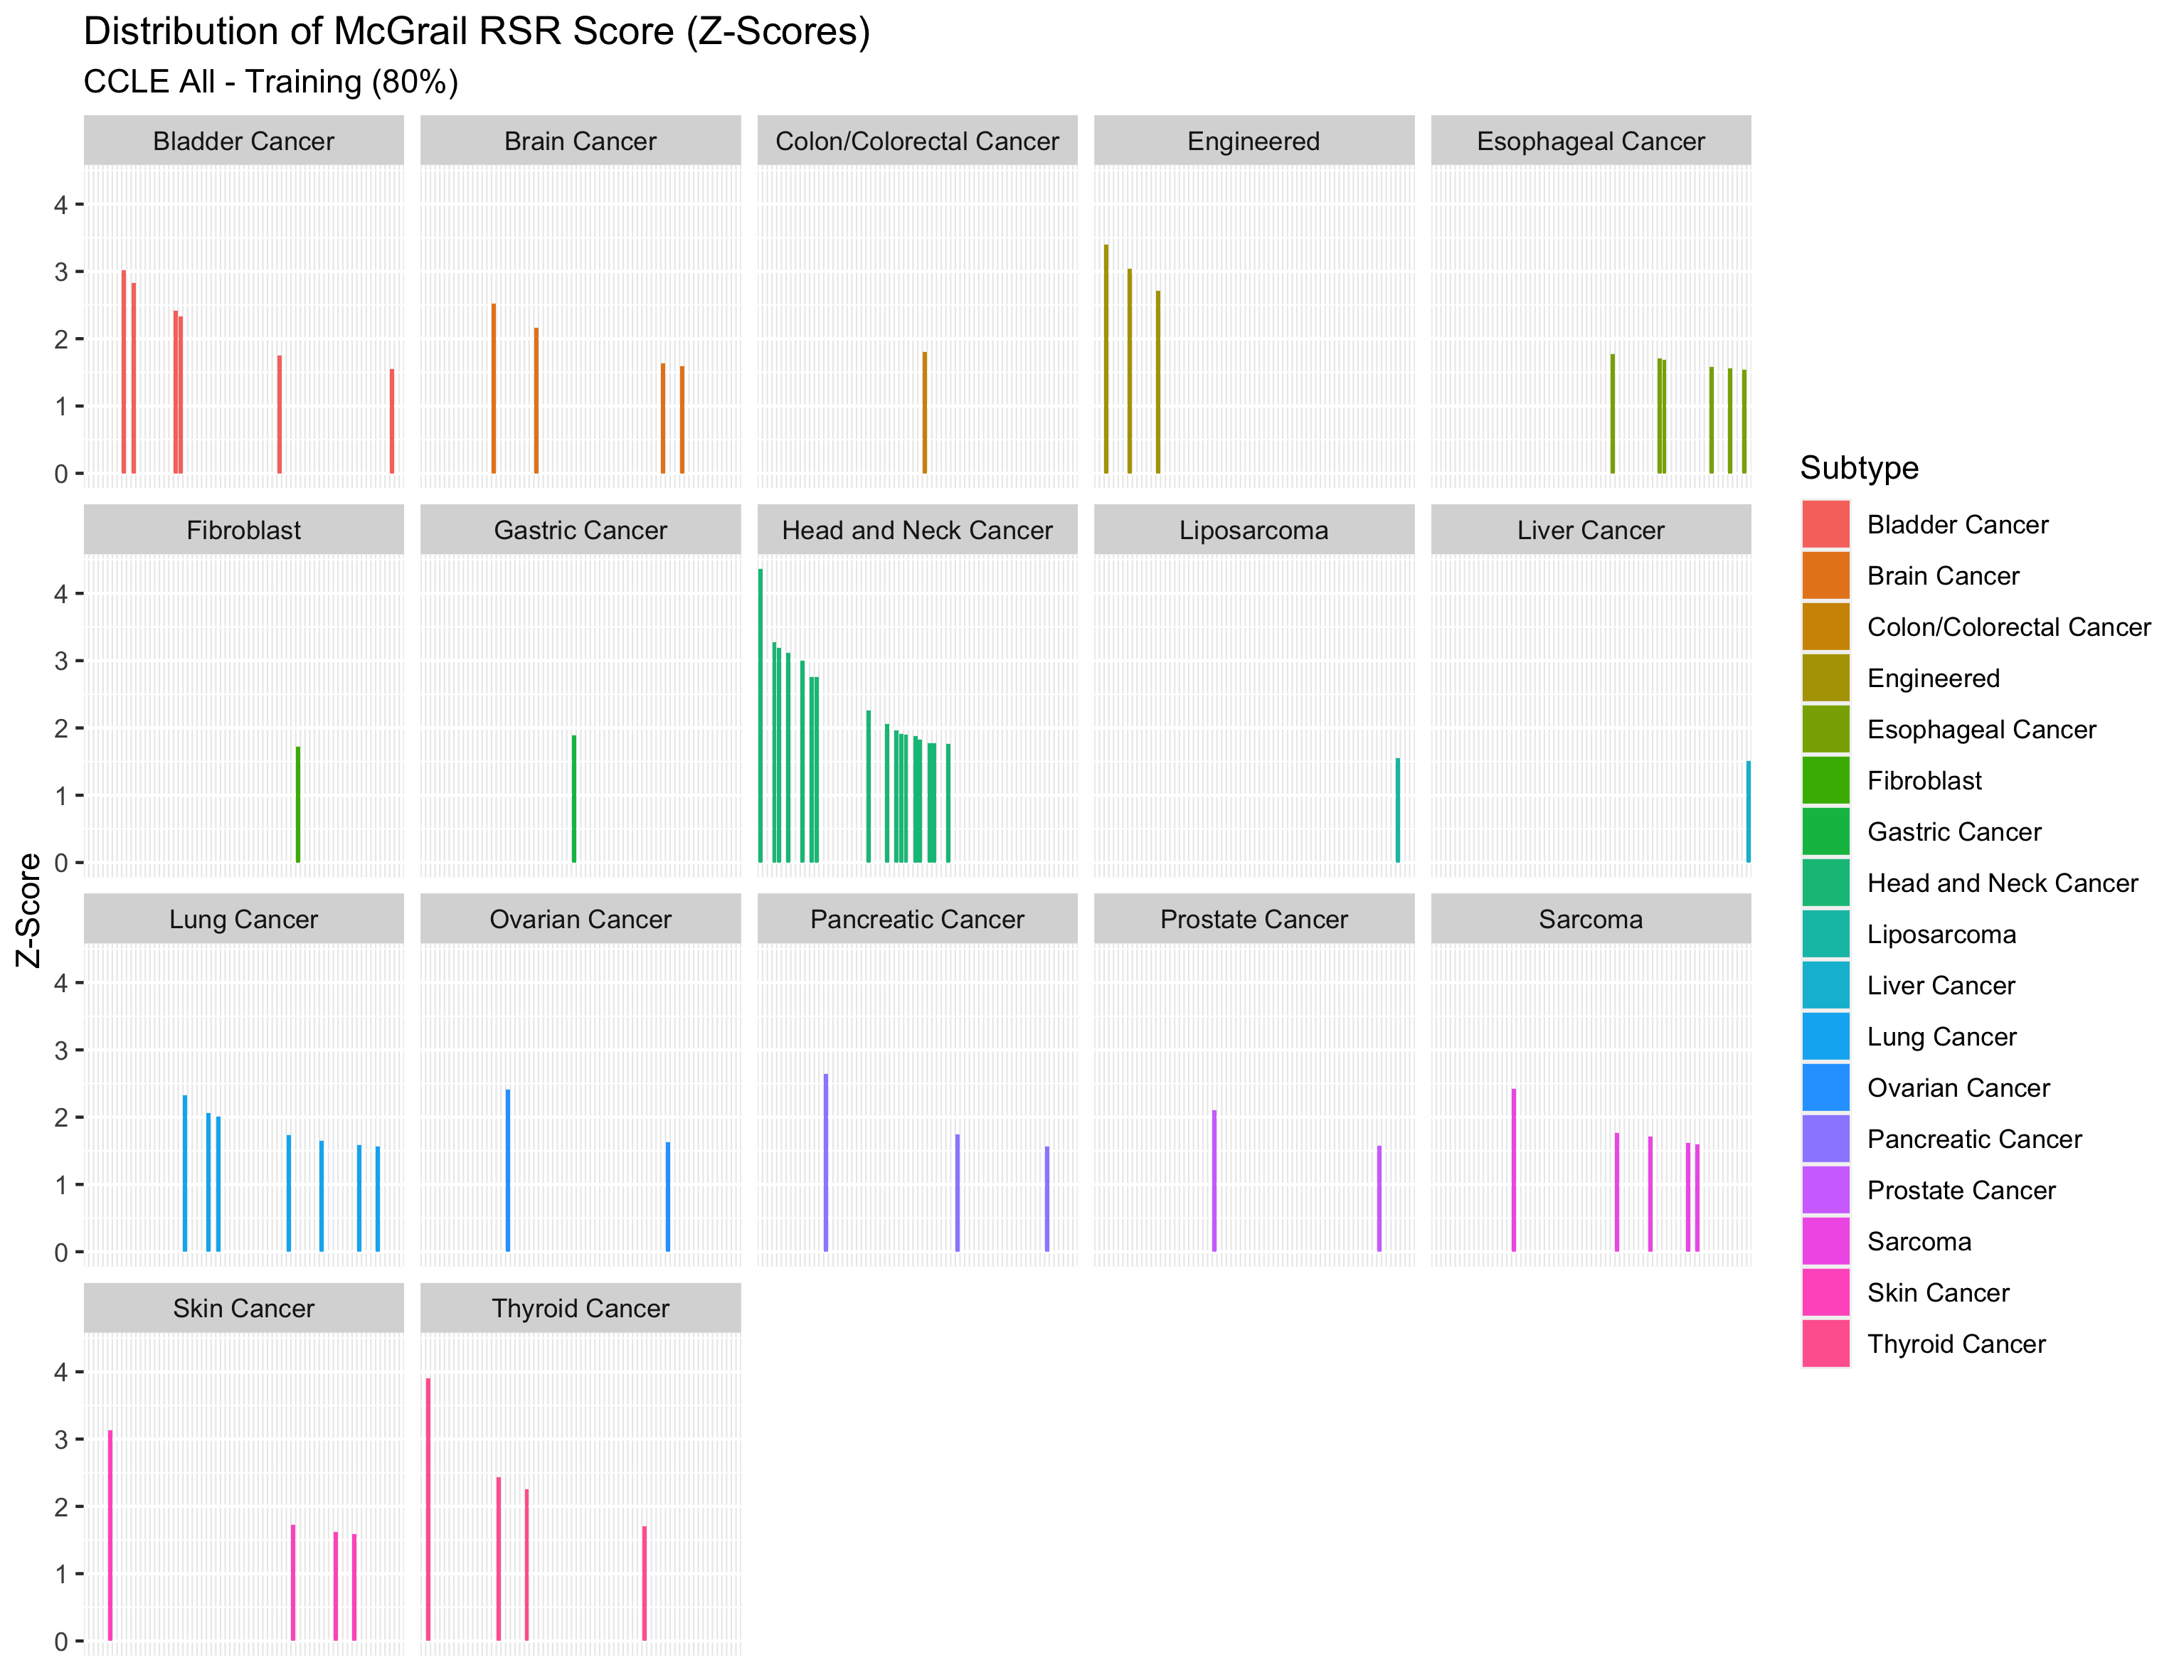 Distribution of McGrail RSR Score (Z-Scores)
CCLE All - Training (80%)
Bladder Cancer
Brain Cancer
Colon/Colorectal Cancer
Engineered
Esophageal Cancer
4
3
2
1
0
Fibroblast
Gastric Cancer
Head and Neck Cancer
Liposarcoma
Liver Cancer
4
3
2
1
0
Z-Score
Lung Cancer
Ovarian Cancer
Pancreatic Cancer
Prostate Cancer
Sarcoma
4
3
2
1
0
Skin Cancer
Thyroid Cancer
4
3
2
1
0
Subtype
Bladder Cancer
Brain Cancer
Colon/Colorectal Cancer
Engineered
Esophageal Cancer
Fibroblast
Gastric Cancer
Head and Neck Cancer
Liposarcoma
Liver Cancer
Lung Cancer
Ovarian Cancer
Pancreatic Cancer
Prostate Cancer
Sarcoma
Skin Cancer
Thyroid Cancer